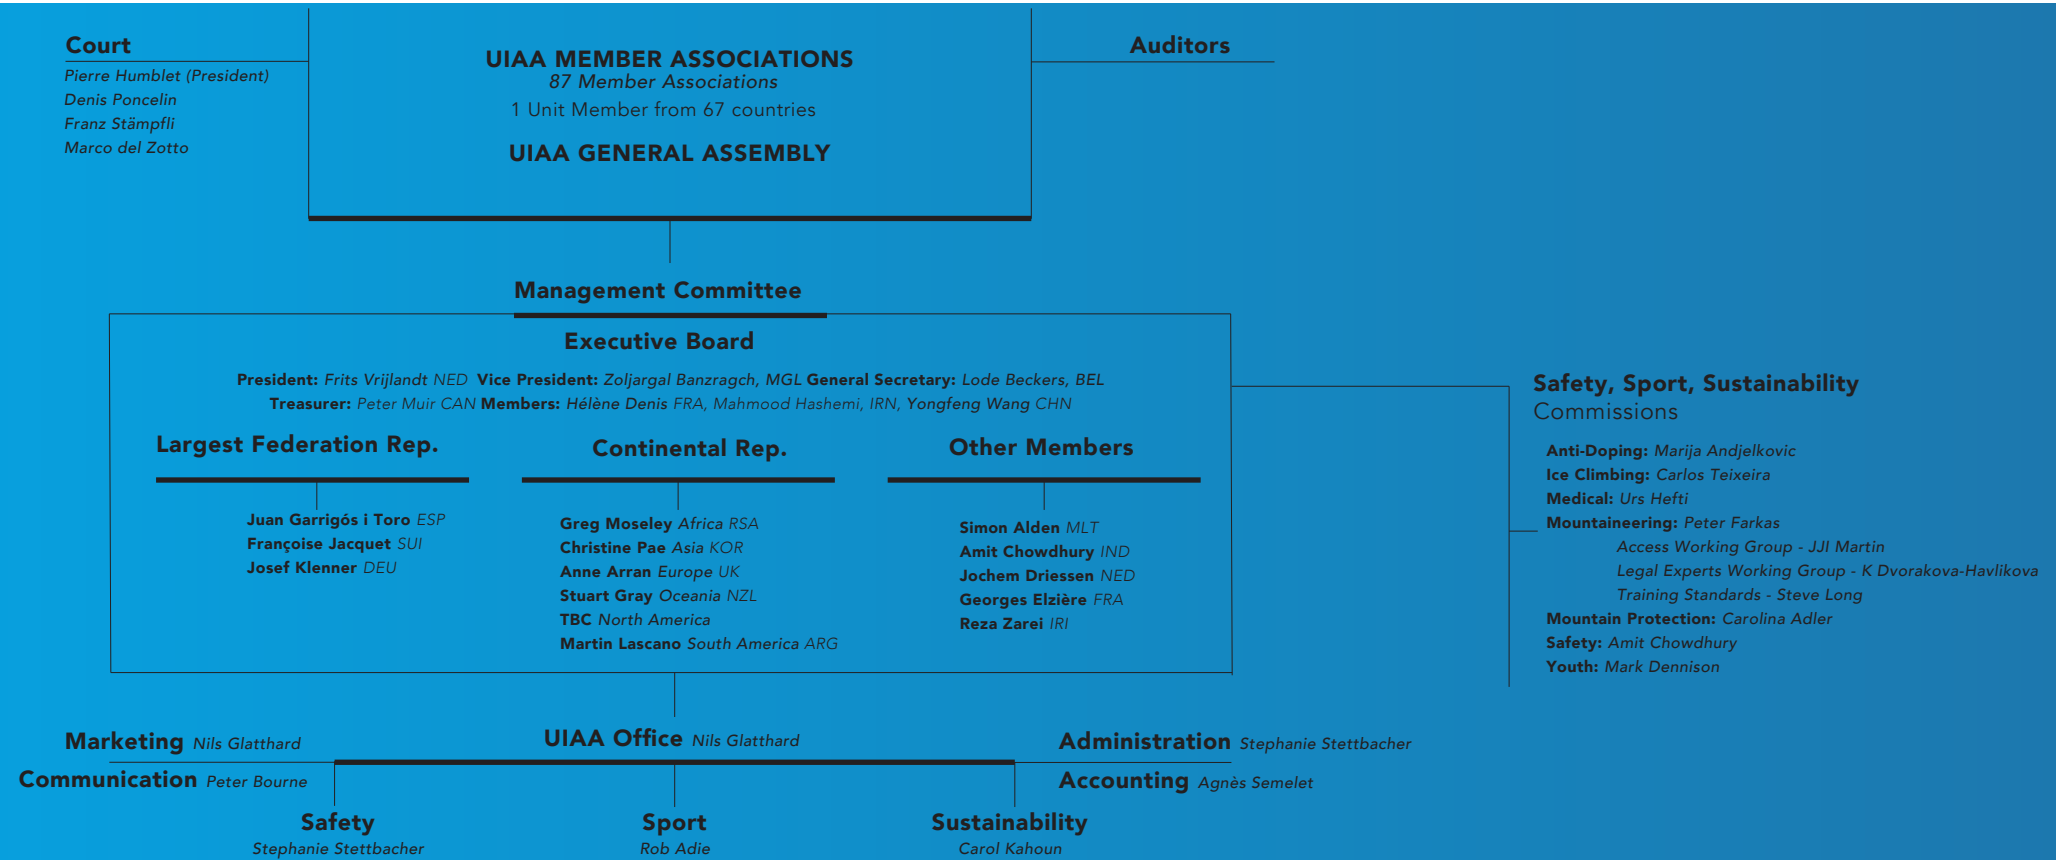 Court
Pierre Humblet (President)
Denis Poncelin
Franz Stämpfli
Marco del Zotto
UIAA MEMBER ASSOCIATIONS
87 Member Associations
1 Unit Member from 67 countries
UIAA GENERAL ASSEMBLY
Auditors
Management Committee
Executive Board
President: Frits Vrijlandt NED Vice President: Zoljargal Banzragch, MGL General Secretary: Lode Beckers, BEL
Treasurer: Peter Muir CAN Members: Hélène Denis FRA, Mahmood Hashemi, IRN, Yongfeng Wang CHN
Largest Federation Rep.
Juan Garrigós i Toro ESP
Françoise Jacquet SUI
Josef Klenner DEU
Continental Rep.
Greg Moseley Africa RSA
Christine Pae Asia KOR
Anne Arran Europe UK
Stuart Gray Oceania NZL
TBC North America
Martin Lascano South America ARG
Other Members
Simon Alden MLT
Amit Chowdhury IND
Jochem Driessen NED
Georges Elzière FRA
Reza Zarei IRI
Safety, Sport, Sustainability
Commissions
Anti-Doping: Marija Andjelkovic
Ice Climbing: Carlos Teixeira
Medical: Urs Hefti
Mountaineering: Peter Farkas
Access Working Group - JJI Martin
Legal Experts Working Group - K Dvorakova-Havlikova
Training Standards - Steve Long
Mountain Protection: Carolina Adler
Safety: Amit Chowdhury
Youth: Mark Dennison
Marketing Nils Glatthard
Communication Peter Bourne
UIAA Office Nils Glatthard
Administration Stephanie Stettbacher
Accounting Agnès Semelet
Safety
Stephanie Stettbacher
Sport
Rob Adie
Sustainability
Carol Kahoun